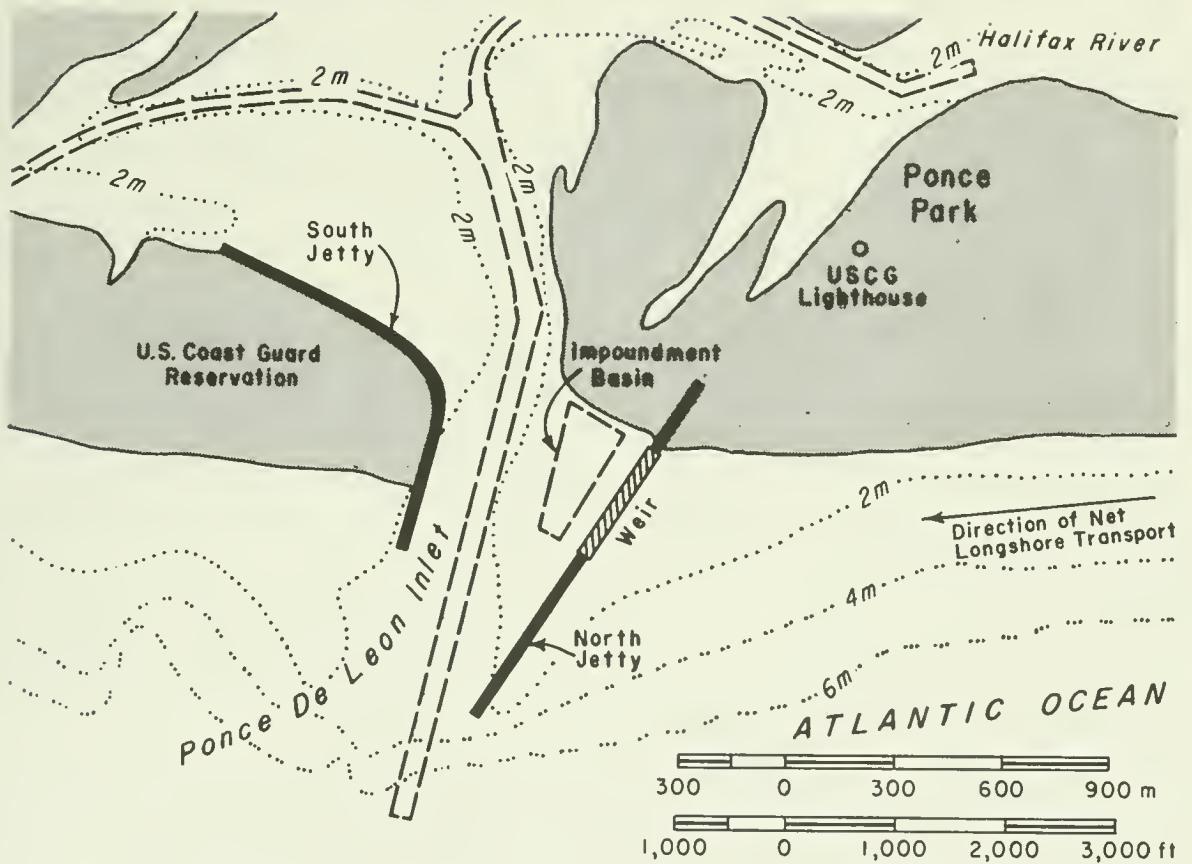 Halifax River
2m
2m
2m
2m
2m
2m
Ponce
Park
South
Jetty
USCG
Lighthouse
U.S. Coast Guard
Reservation
Impoundment
Basin
2m
Weir
Direction of Net
Longshore Transport
4m
Ponce De Leon Inlet
North
Jetty
6m
ATLANTIC OCEAN
300 0 300 600 900 m
1,000 0 1,000 2,000 3,000 ft